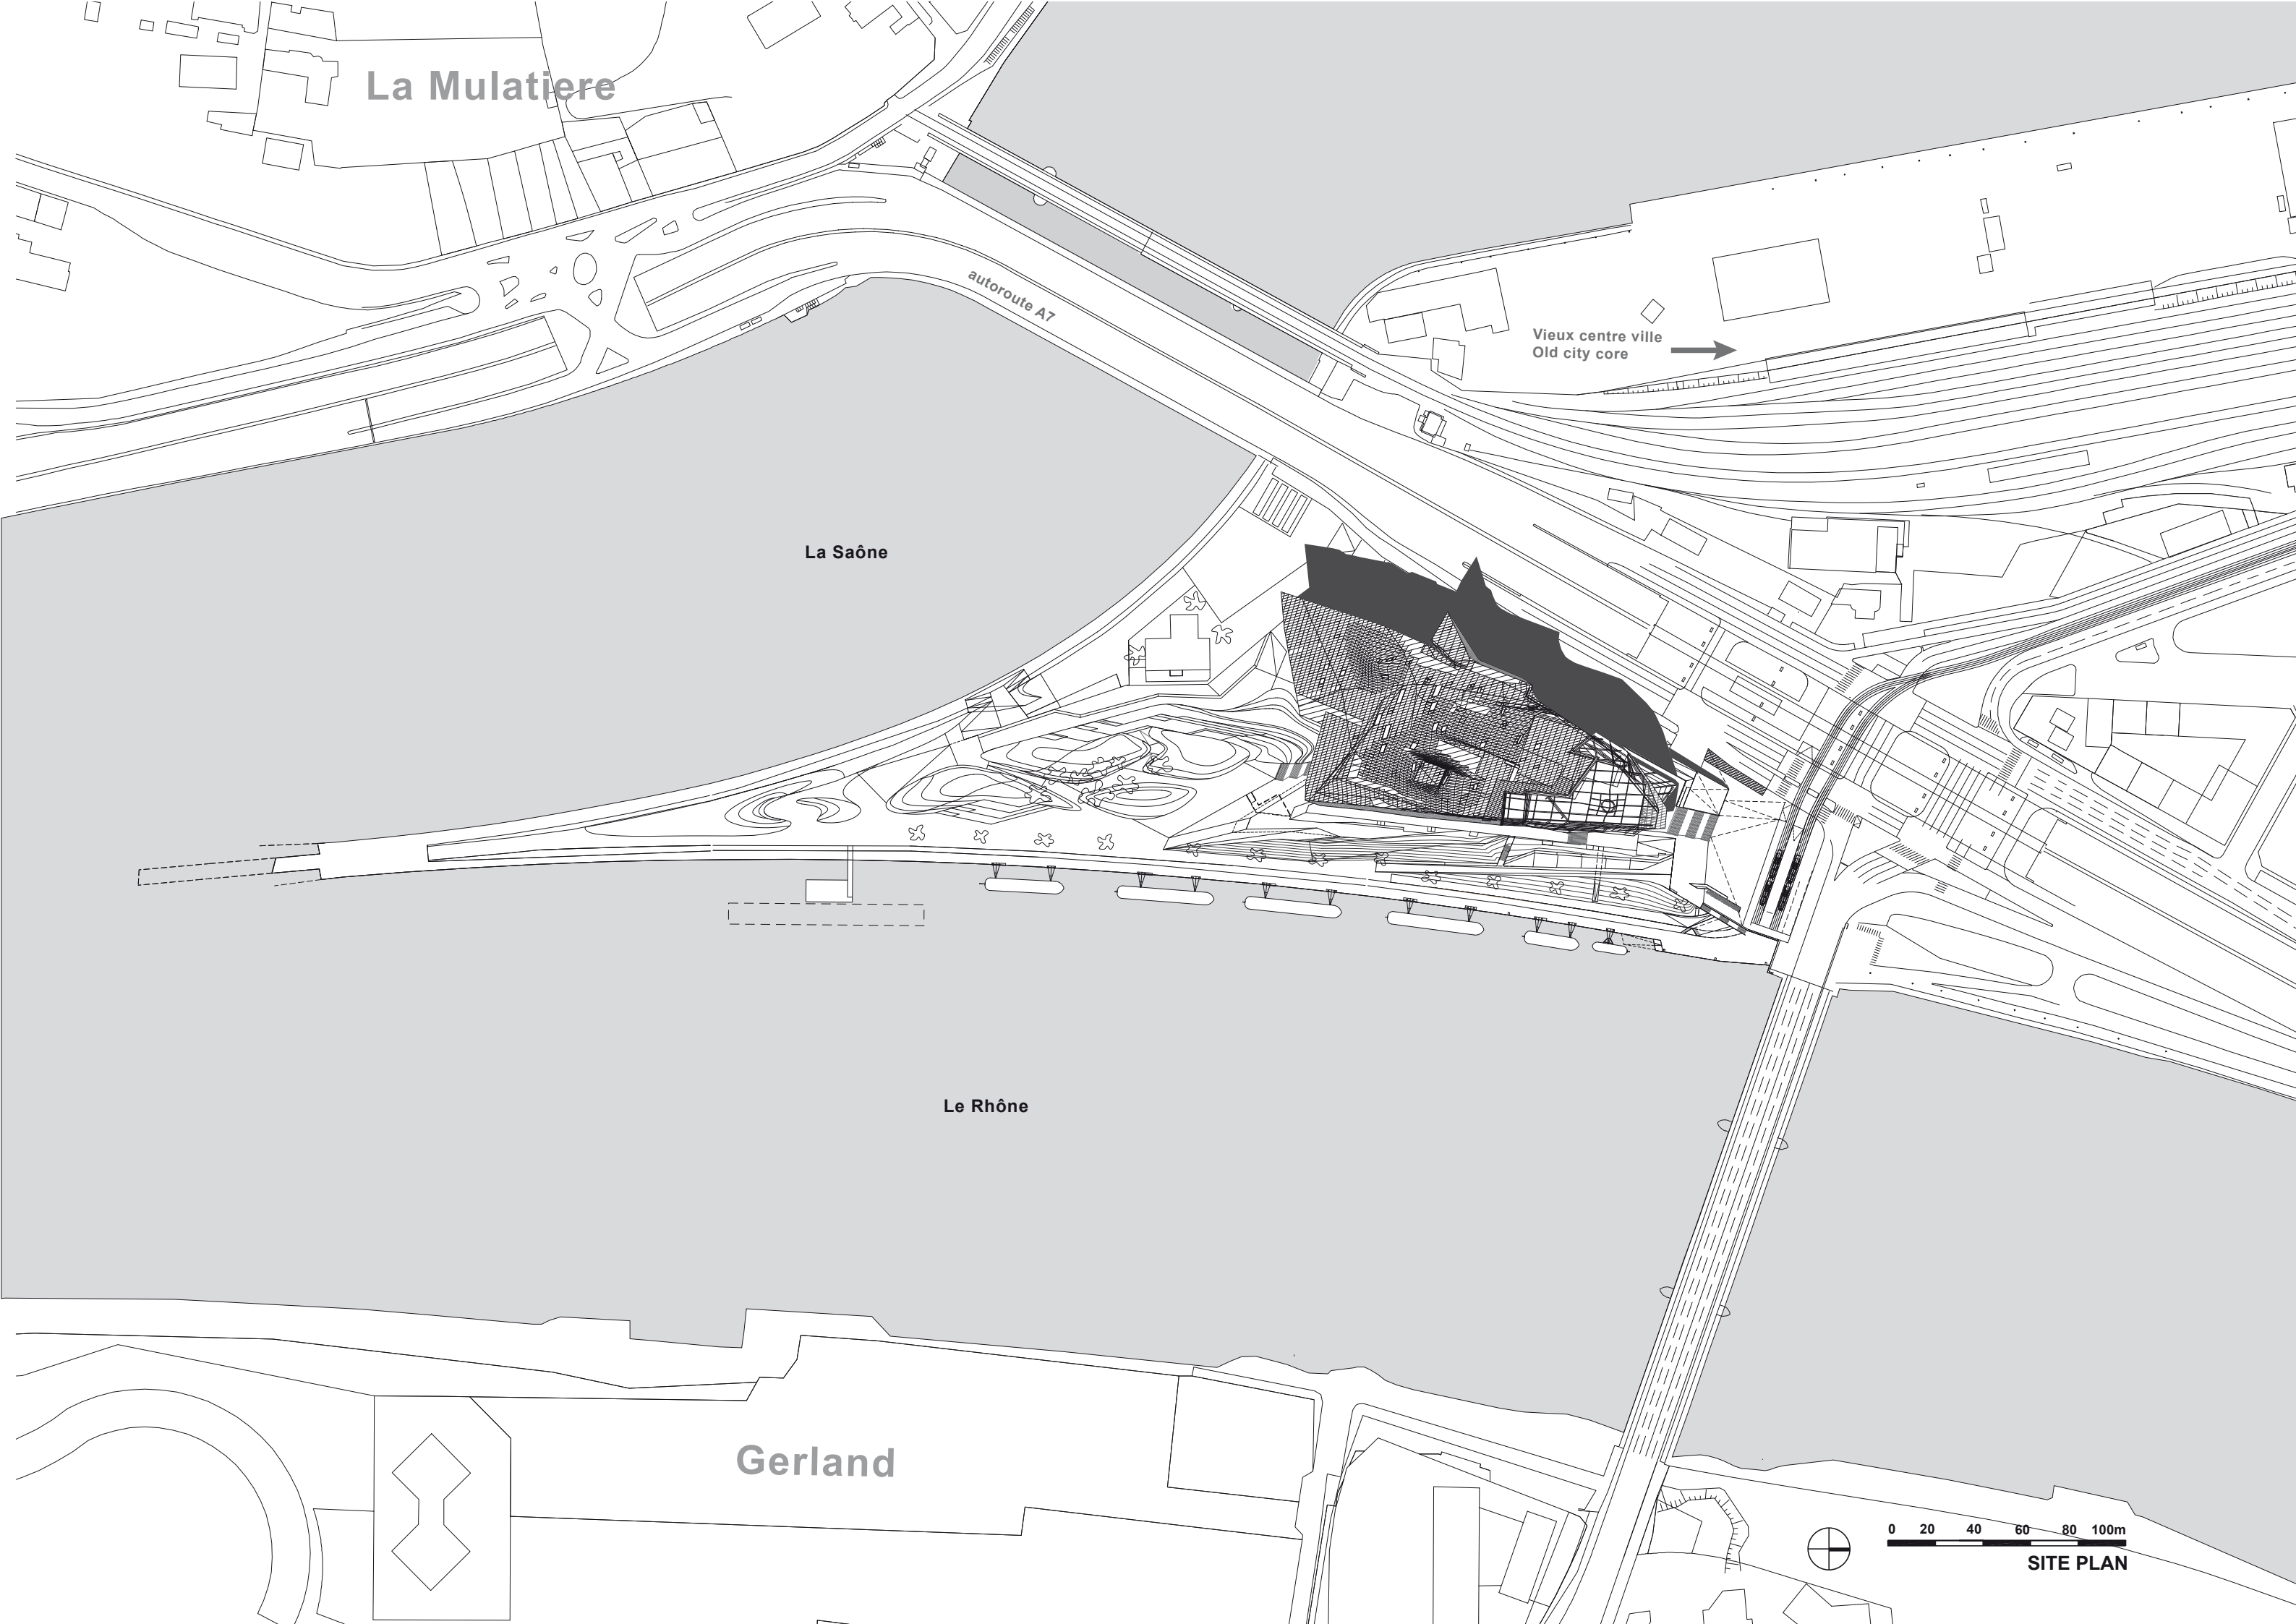 La Mulatiere
autoroute A7
Vieux centre ville
Old city core
La Saône
Le Rhône
Gerland
0 20 40 60 80 100m
SITE PLAN